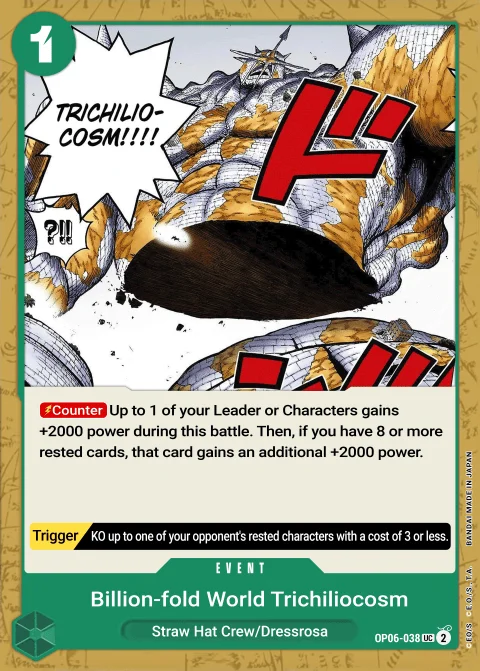 1
TRICHILIO-
COSM!!!!
?!!
ド
Counter Up to 1 of your Leader or Characters gains
+2000 power during this battle. Then, if you have 8 or more
rested cards, that card gains an additional +2000 power.
Trigger KO up to one of your opponent's rested characters with a cost of 3 or less.
EVENT
Billion-fold World Trichiliocosm
Straw Hat Crew/Dressrosa
OP06-038 UC 2
©E.O./S. ©E.O./S.,T.A. BANDAI MADE IN JAPAN